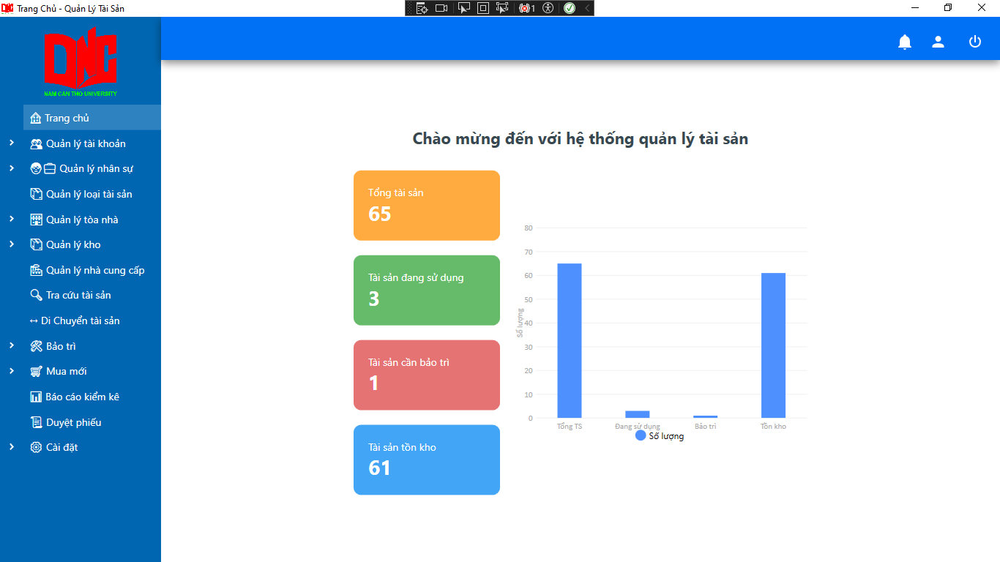 Trang Chủ - Quản Lý Tài Sản
1
DNC
NAM CAN THO UNIVERSITY
Trang chủ
Quản lý tài khoản
Quản lý nhân sự
Quản lý loại tài sản
Quản lý tòa nhà
Quản lý kho
Quản lý nhà cung cấp
Tra cứu tài sản
Di Chuyển tài sản
Bảo trì
Mua mới
Báo cáo kiểm kê
Duyệt phiếu
Cài đặt
Chào mừng đến với hệ thống quản lý tài sản
Tổng tài sản
65
Tài sản đang sử dụng
3
Tài sản cần bảo trì
1
Tài sản tồn kho
61
80
70
60
50
40
30
20
10
0
Số lượng
Tổng TS Đang sử dụng Bảo trì Tồn kho
Số lượng